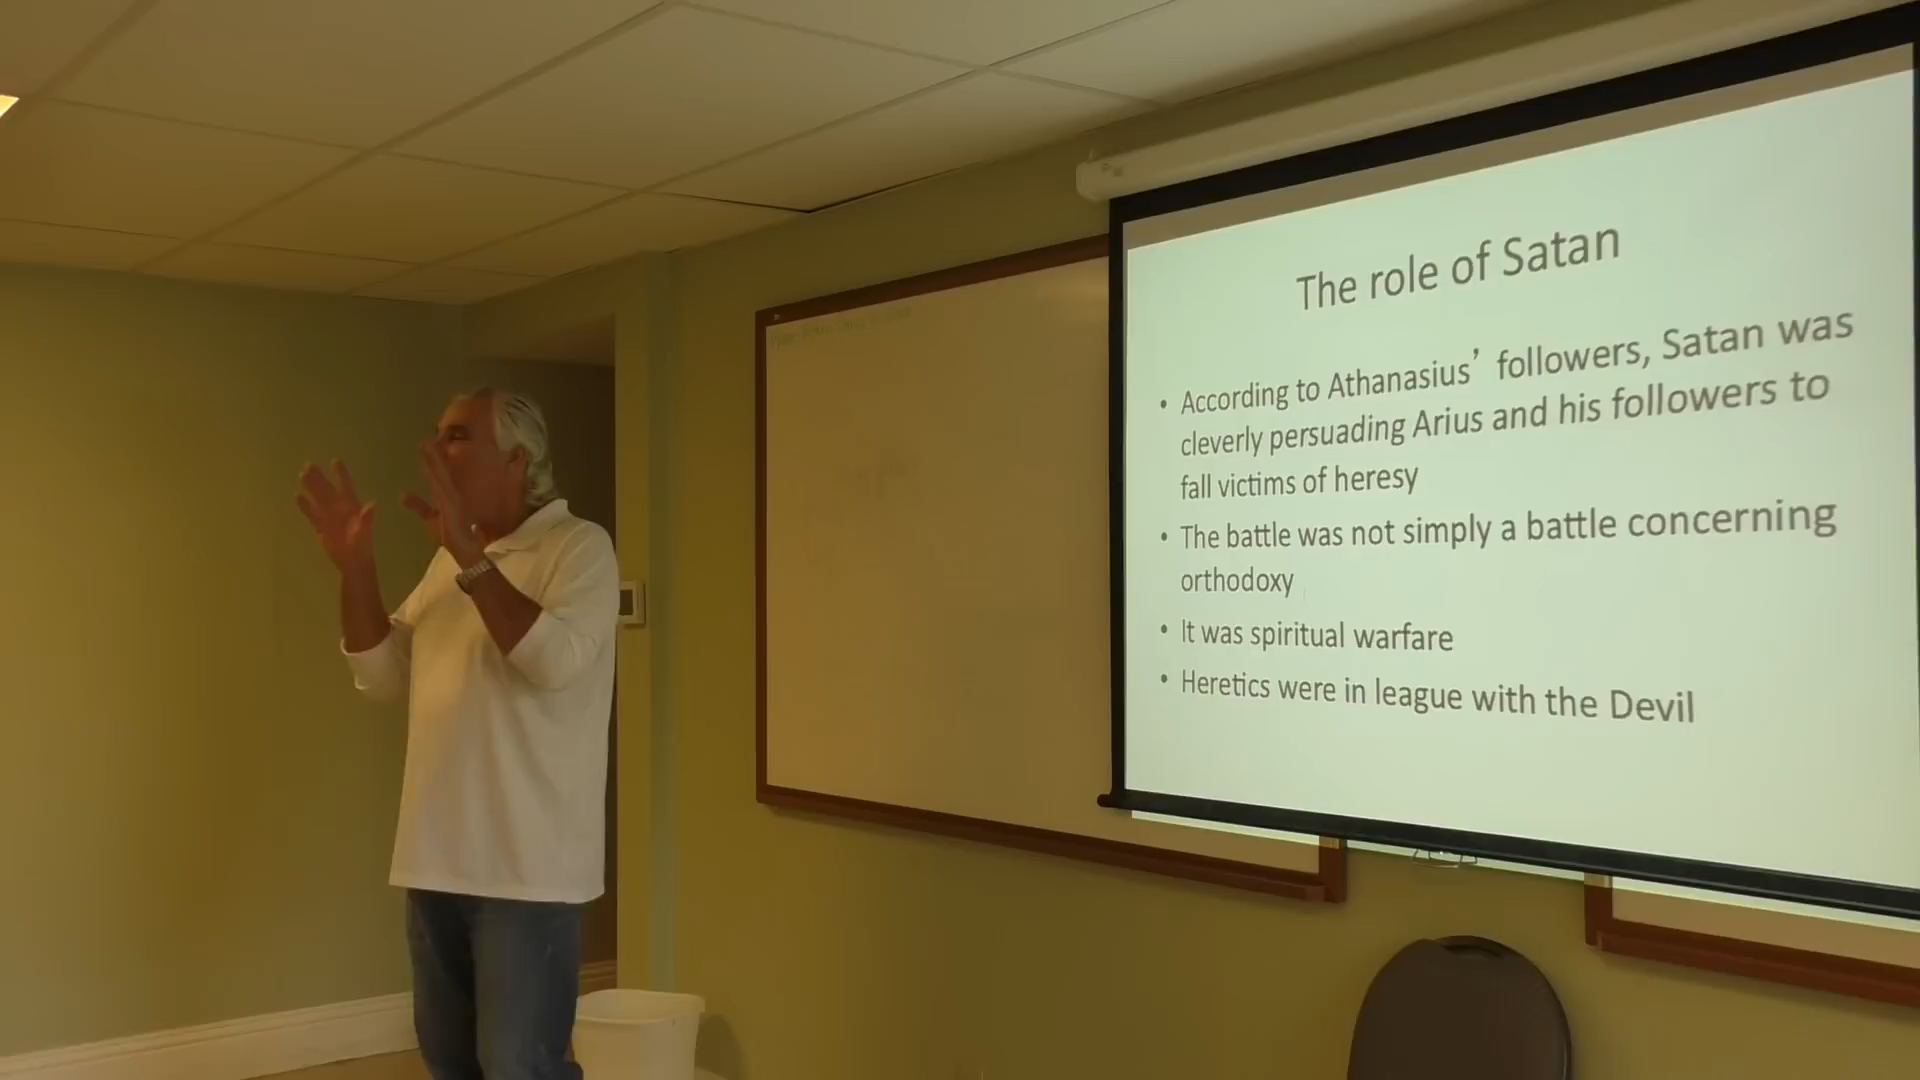 The role of Satan
• According to Athanasius’ followers, Satan was
cleverly persuading Arius and his followers to
fall victims of heresy
• The battle was not simply a battle concerning
orthodoxy
• It was spiritual warfare
• Heretics were in league with the Devil